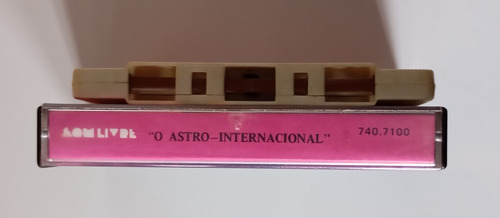 SOM LIVRE "O ASTRO–INTERNACIONAL" 740.7100